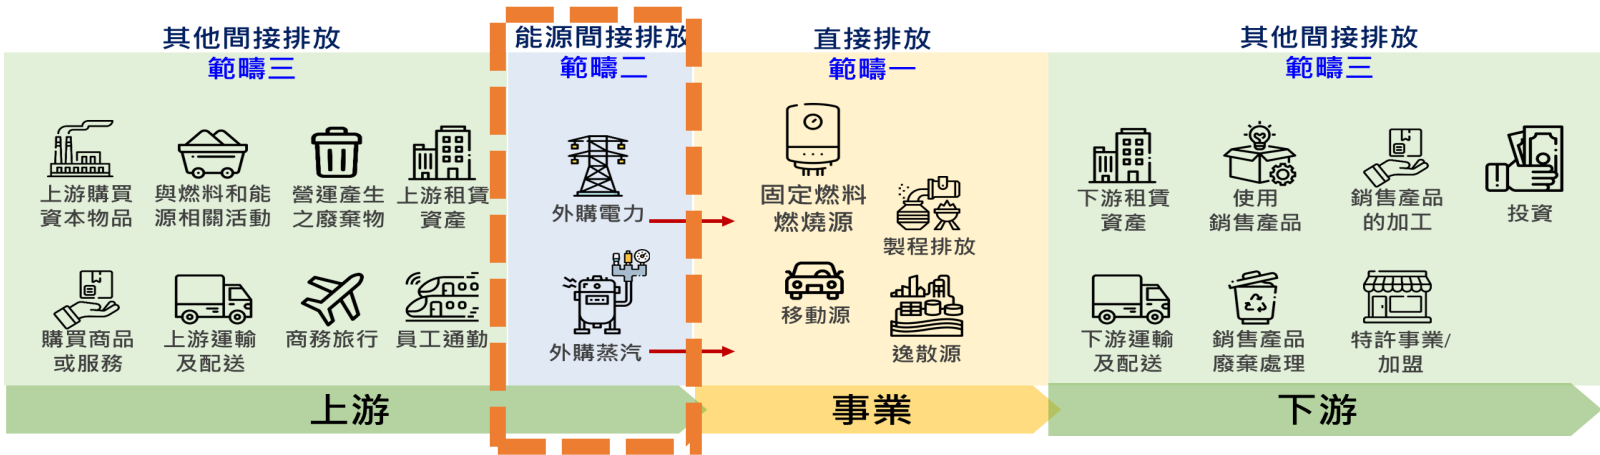 其他間接排放
範疇三
上游購買
資本物品
與燃料和能
源相關活動
營運產生
之廢棄物
上游租賃
資產
購買商品
或服務
上游運輸
及配送
商務旅行
員工通勤
能源間接排放
範疇二
外購電力
外購蒸汽
直接排放
範疇一
固定燃料
燃燒源
製程排放
移動源
逸散源
其他間接排放
範疇三
下游租賃
資產
使用
銷售產品
銷售產品
的加工
投資
下游運輸
及配送
銷售產品
廢棄處理
特許事業/
加盟
上游
事業
下游